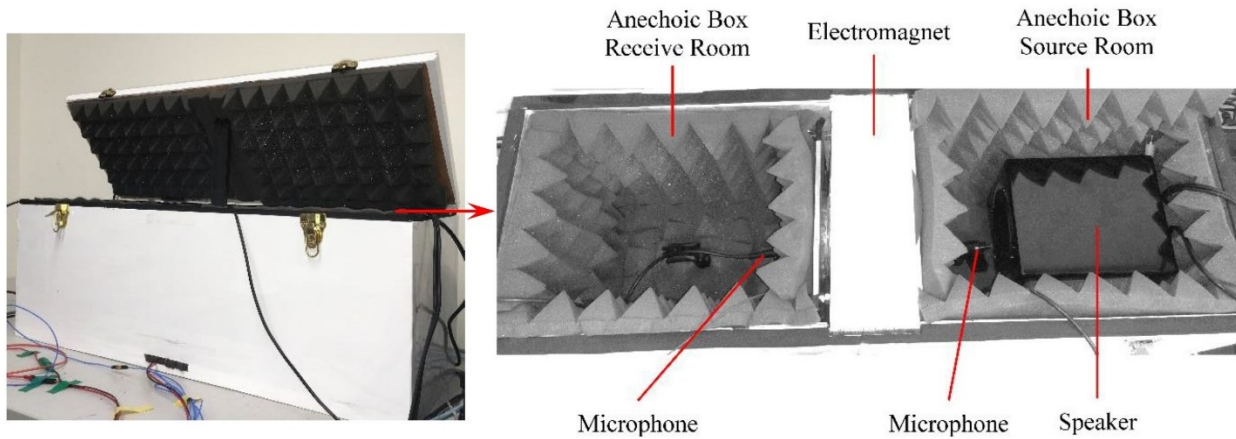 Anechoic Box
Receive Room
Electromagnet
Anechoic Box
Source Room
Microphone
Microphone
Speaker